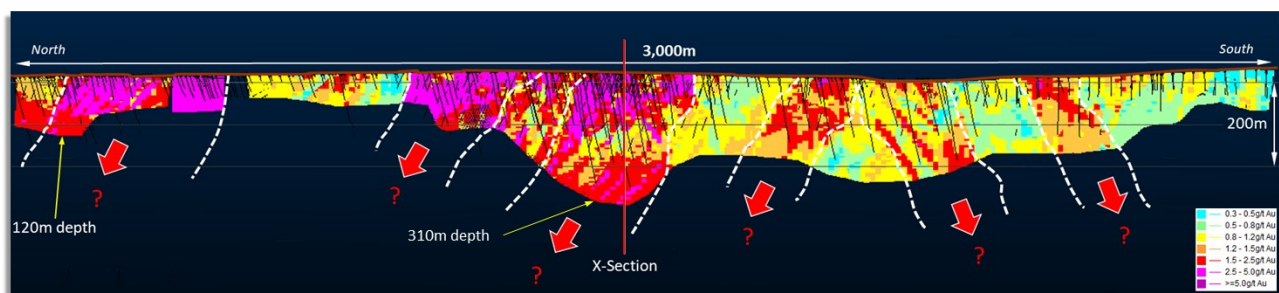 North
3,000m
South
200m
?
?
?
?
?
?
120m depth
310m depth
X-Section
0.3 - 0.5g/t Au
0.5 - 0.8g/t Au
0.8 - 1.2g/t Au
1.2 - 1.5g/t Au
1.5 - 2.5g/t Au
2.5 - 5.0g/t Au
>=5.0g/t Au